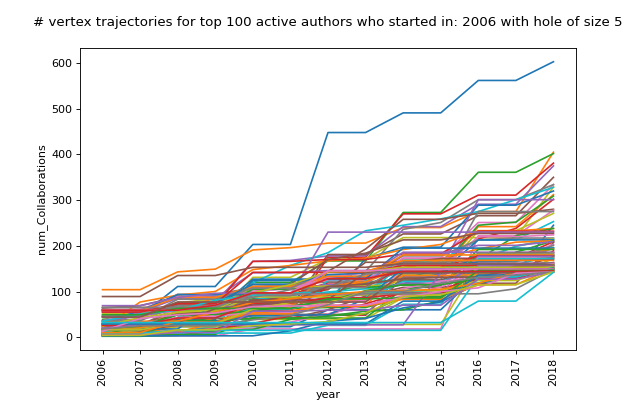 # vertex trajectories for top 100 active authors who started in: 2006 with hole of size 5
600
500
400
300
200
100
0
num_Collaborations
2006 2007 2008 2009 2010 2011 2012 2013 2014 2015 2016 2017 2018
year